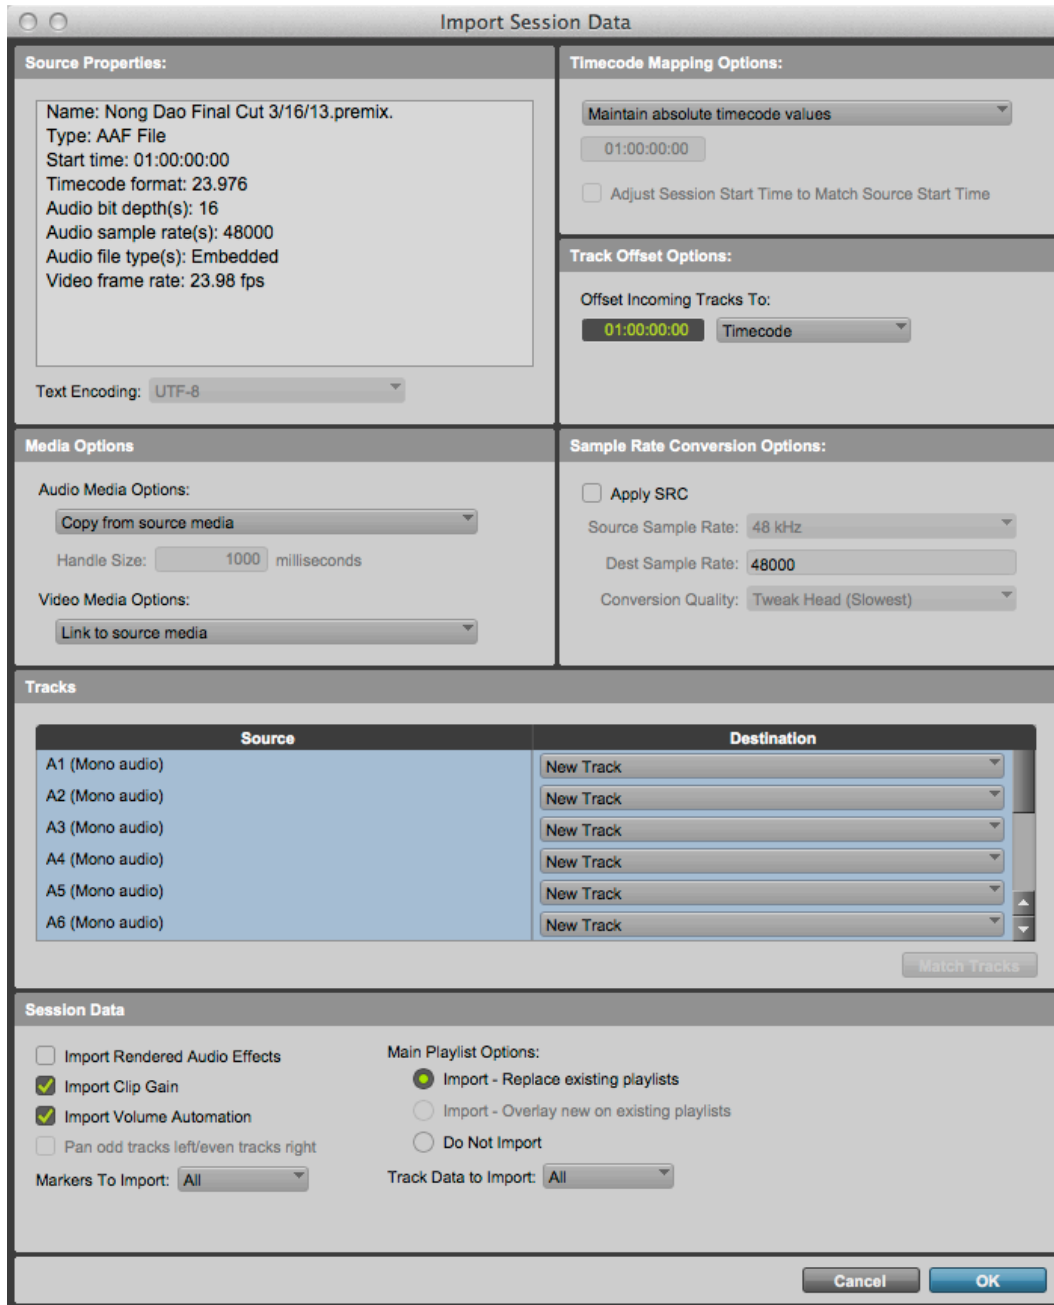 Import Session Data
Source Properties:
Name: Nong Dao Final Cut 3/16/13.premix.
Type: AAF File
Start time: 01:00:00:00
Timecode format: 23.976
Audio bit depth(s): 16
Audio sample rate(s): 48000
Audio file type(s): Embedded
Video frame rate: 23.98 fps
Text Encoding: UTF-8
Timecode Mapping Options:
Maintain absolute timecode values
01:00:00:00
Adjust Session Start Time to Match Source Start Time
Track Offset Options:
Offset Incoming Tracks To:
01:00:00:00 Timecode
Media Options
Audio Media Options:
Copy from source media
Handle Size: 1000 milliseconds
Video Media Options:
Link to source media
Sample Rate Conversion Options:
Apply SRC
Source Sample Rate: 48 kHz
Dest Sample Rate: 48000
Conversion Quality: Tweak Head (Slowest)
Tracks
Source Destination
A1 (Mono audio) New Track
A2 (Mono audio) New Track
A3 (Mono audio) New Track
A4 (Mono audio) New Track
A5 (Mono audio) New Track
A6 (Mono audio) New Track
Match Tracks
Session Data
Import Rendered Audio Effects
Import Clip Gain
Import Volume Automation
Pan odd tracks left/even tracks right
Markers To Import: All
Main Playlist Options:
Import - Replace existing playlists
Import - Overlay new on existing playlists
Do Not Import
Track Data to Import: All
Cancel OK